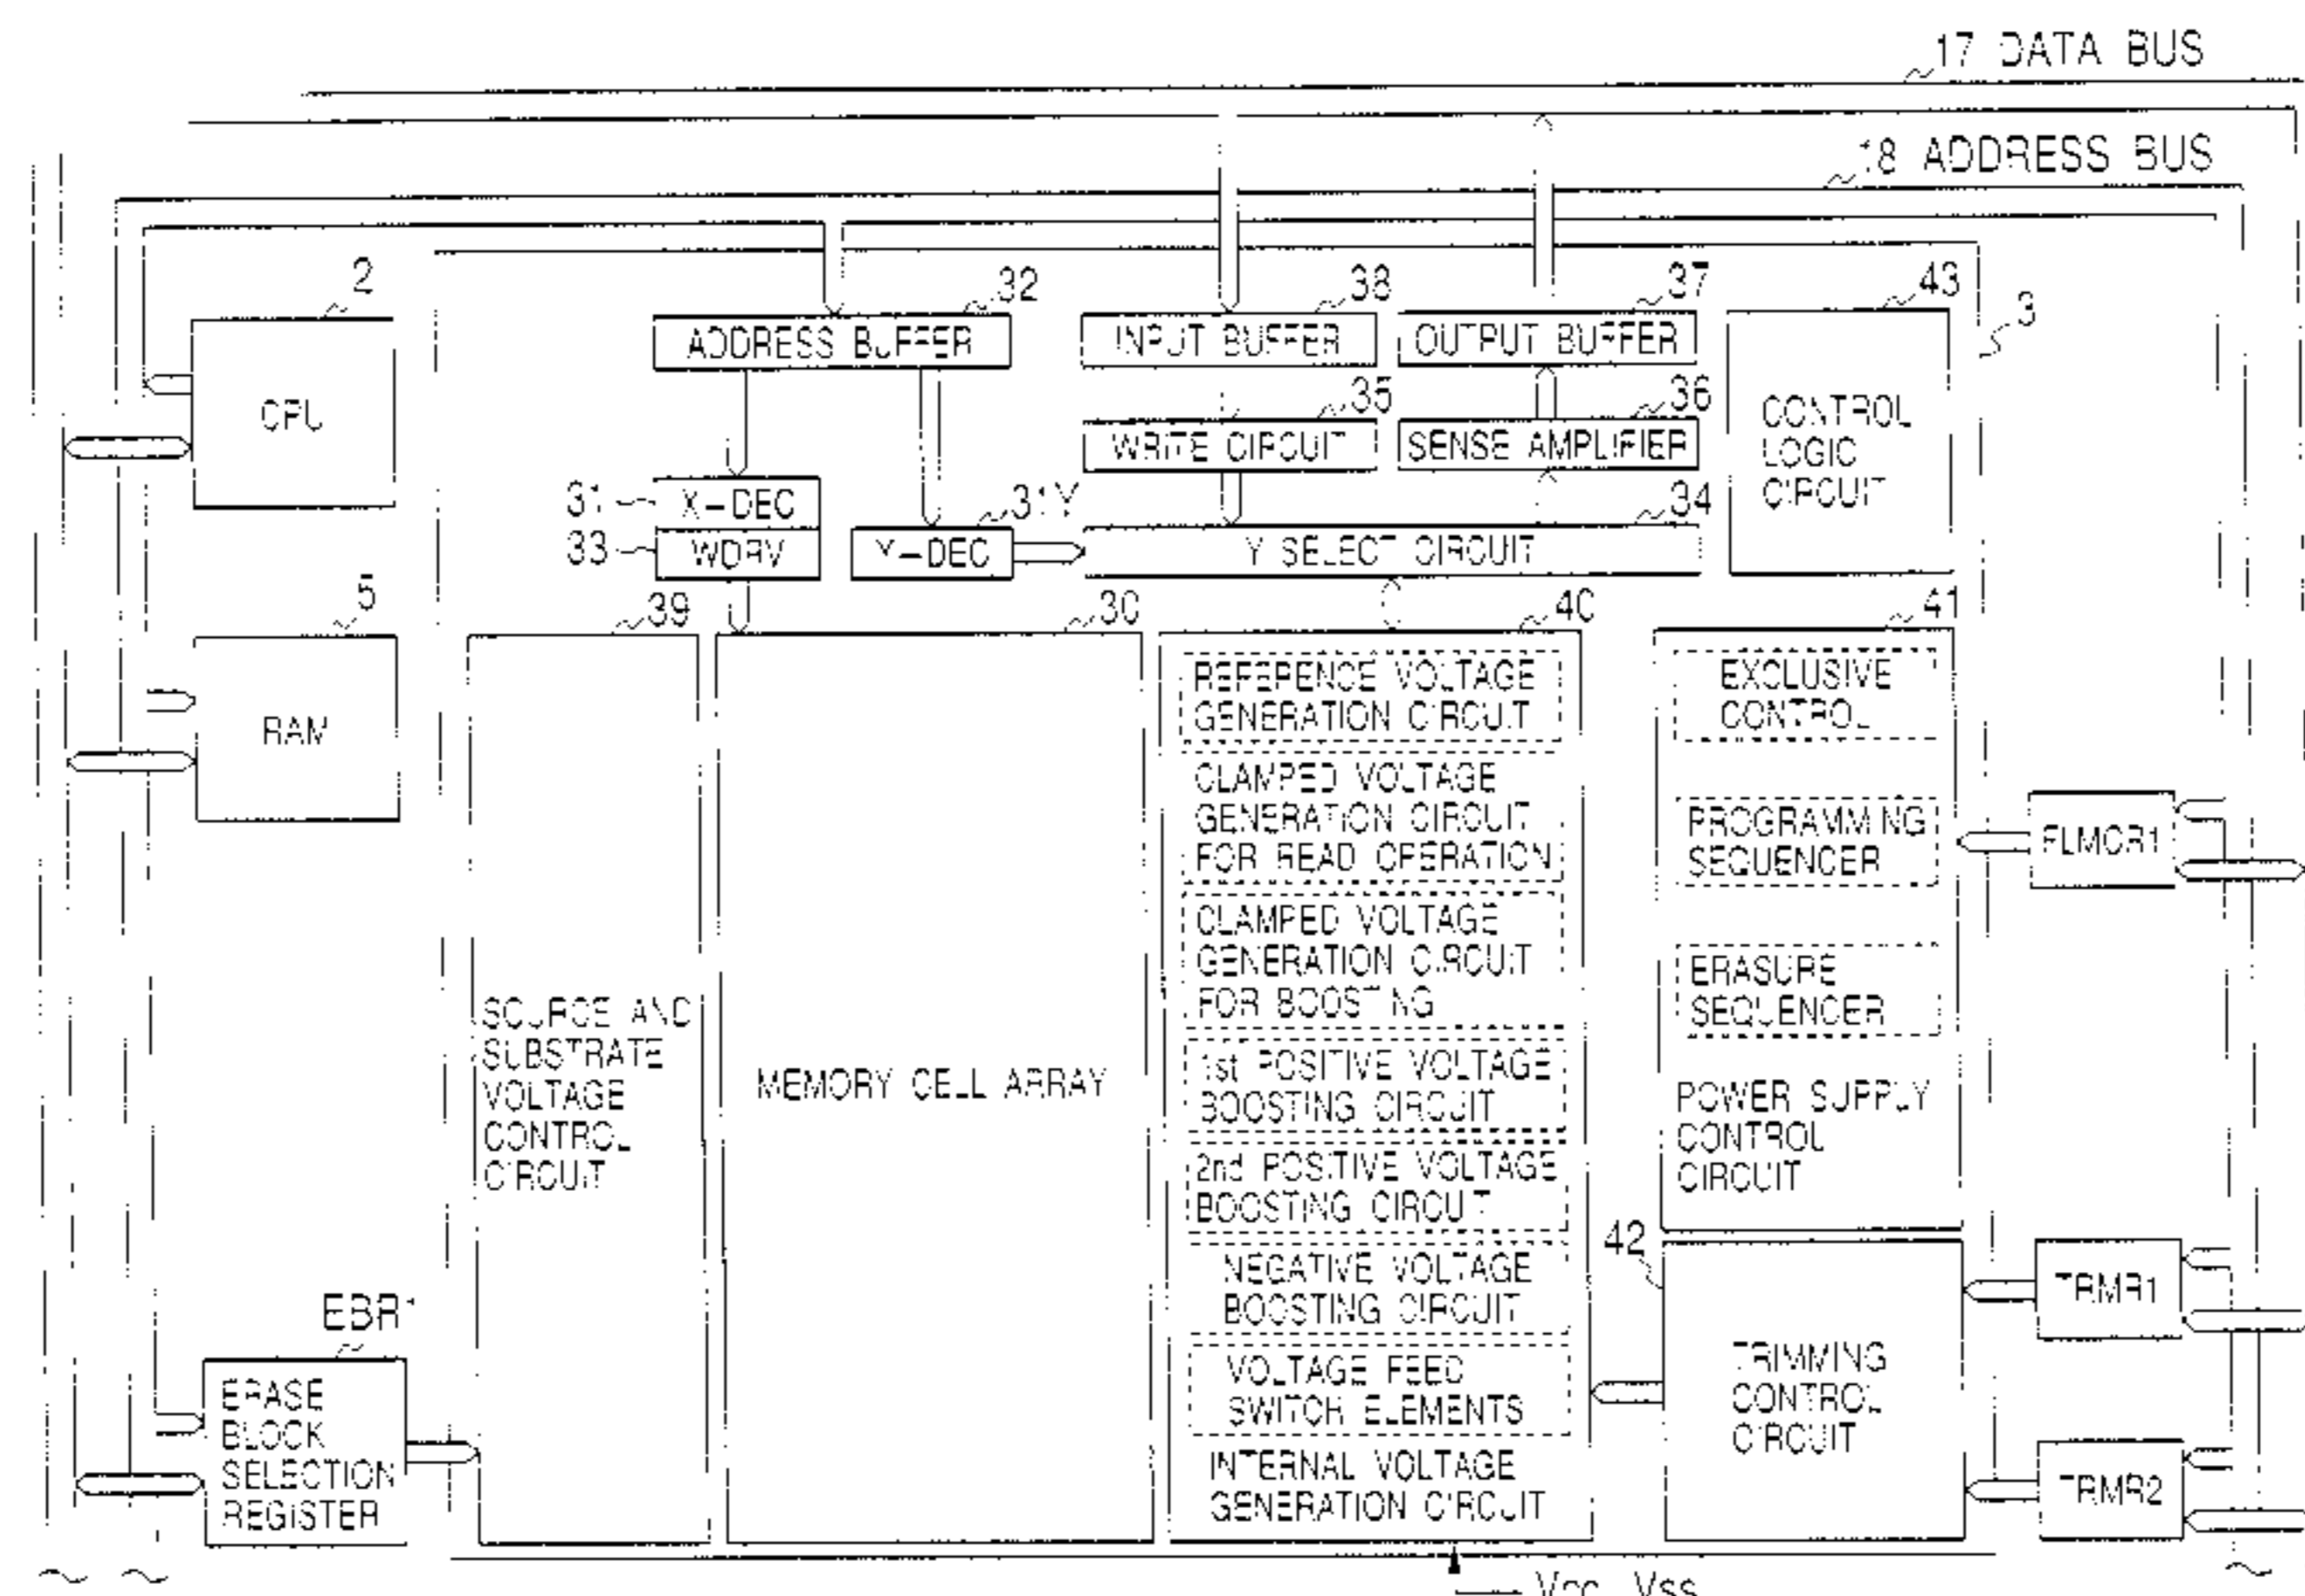 17 DATA BUS
18 ADDRESS BUS
2
CPU
32
ADDRESS BUFFER
38
INPUT BUFFER
37
OUTPUT BUFFER
43
CONTROL
LOGIC
CIRCUIT
3
35
WRITE CIRCUIT
36
SENSE AMPLIFIER
31
X-DEC
33
WDRV
31Y
Y-DEC
34
Y SELECT CIRCUIT
5
RAM
39
SOURCE AND
SUBSTRATE
VOLTAGE
CONTROL
CIRCUIT
30
MEMORY CELL ARRAY
40
REFERENCE VOLTAGE
GENERATION CIRCUIT
CLAMPED VOLTAGE
GENERATION CIRCUIT
FOR READ OPERATION
CLAMPED VOLTAGE
GENERATION CIRCUIT
FOR BOOSTING
1st POSITIVE VOLTAGE
BOOSTING CIRCUIT
2nd POSITIVE VOLTAGE
BOOSTING CIRCUIT
NEGATIVE VOLTAGE
BOOSTING CIRCUIT
VOLTAGE FEED
SWITCH ELEMENTS
INTERNAL VOLTAGE
GENERATION CIRCUIT
41
EXCLUSIVE
CONTROL
PROGRAMMING
SEQUENCER
ERASURE
SEQUENCER
POWER SUPPLY
CONTROL
CIRCUIT
FLMCR1
42
TRIMMING
CONTROL
CIRCUIT
TRMR1
TRMR2
EBR1
ERASE
BLOCK
SELECTION
REGISTER
Vcc, Vss